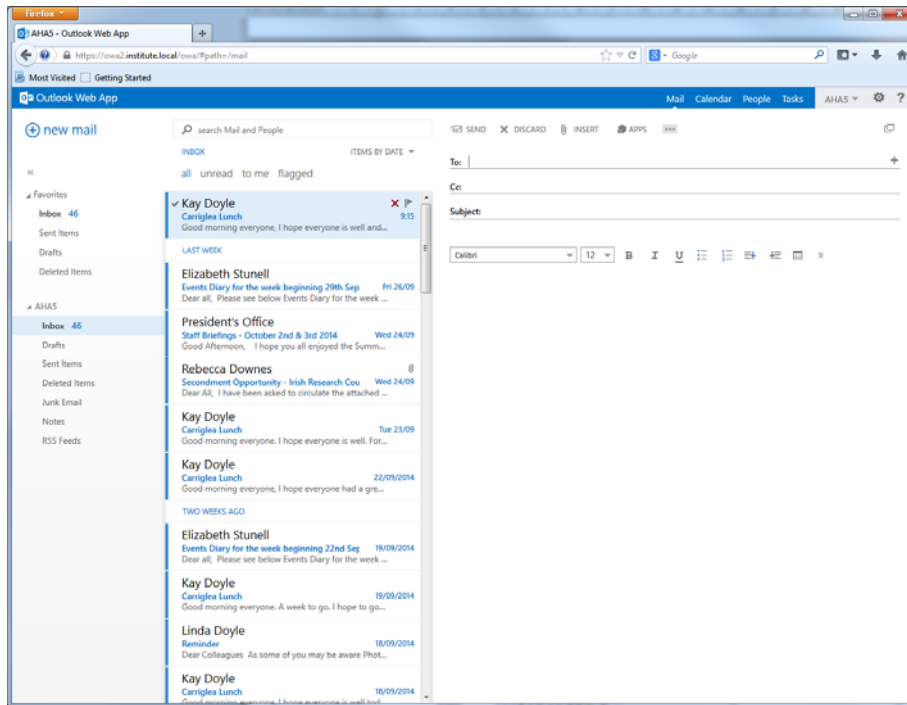 Firefox
AHA5 - Outlook Web App
https://owa2.institute.local/owa/#path=/mail
Google
Most Visited Getting Started
Outlook Web App Mail Calendar People Tasks AHA5 ?
new mail
search Mail and People
SEND DISCARD INSERT APPS
INBOX ITEMS BY DATE
all unread to me flagged
To:
Cc:
Subject:
Calibri 12 B I U
Favorites
Inbox 46
Sent Items
Drafts
Deleted Items
AHA5
Inbox 46
Drafts
Sent Items
Deleted Items
Junk Email
Notes
RSS Feeds
Kay Doyle
Carriglea Lunch 9:15
Good morning everyone, I hope everyone is well and...
LAST WEEK
Elizabeth Stunell
Events Diary for the week beginning 29th Sep Fri 26/09
Dear all, Please see below Events Diary for the week ...
President's Office
Staff Briefings - October 2nd & 3rd 2014 Wed 24/09
Good Afternoon, I hope you all enjoyed the Summ...
Rebecca Downes
Secondment Opportunity - Irish Research Cou Wed 24/09
Dear All, I have been asked to circulate the attached ...
Kay Doyle
Carriglea Lunch Tue 23/09
Good morning everyone. I hope everyone is well. For...
Kay Doyle
Carriglea Lunch 22/09/2014
Good morning everyone, I hope everyone had a gre...
TWO WEEKS AGO
Elizabeth Stunell
Events Diary for the week beginning 22nd Sep 19/09/2014
Dear all, Please see below Events Diary for the week ...
Kay Doyle
Carriglea Lunch 19/09/2014
Good morning everyone. A week to go. I hope to go...
Linda Doyle
Reminder 18/09/2014
Dear Colleagues As some of you may be aware Phot...
Kay Doyle
Carriglea Lunch 18/09/2014